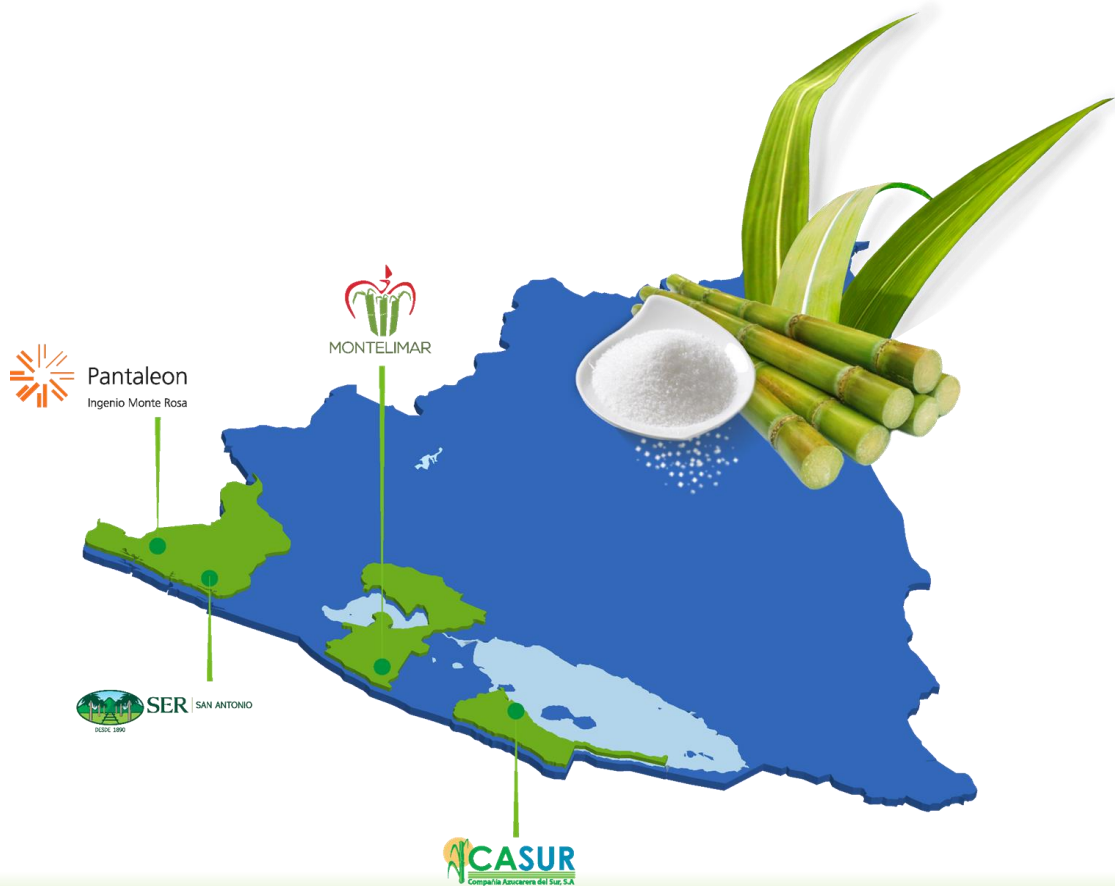 MONTELIMAR
Pantaleon
Ingenio Monte Rosa
SER SAN ANTONIO
DESDE 1890
CASUR
Compañía Azucarera del Sur, S.A